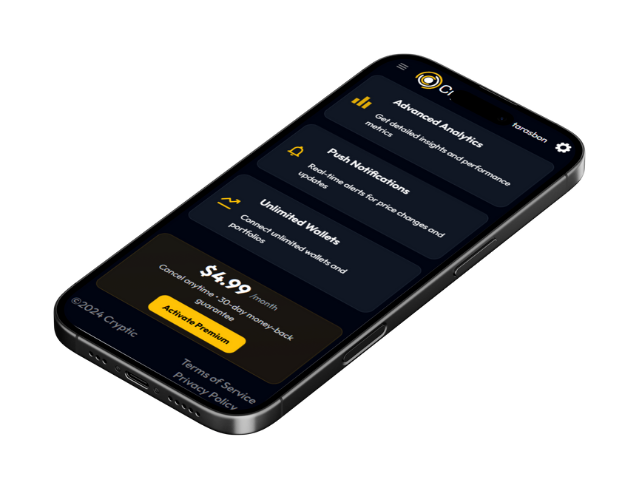 tarasbon
Advanced Analytics
Get detailed insights and performance
metrics
Push Notifications
Real-time alerts for price changes and
updates
Unlimited Wallets
Connect unlimited wallets and
portfolios
$4.99 /month
Cancel anytime • 30-day money-back
guarantee
Activate Premium
©2024 Cryptic
Terms of Service
Privacy Policy